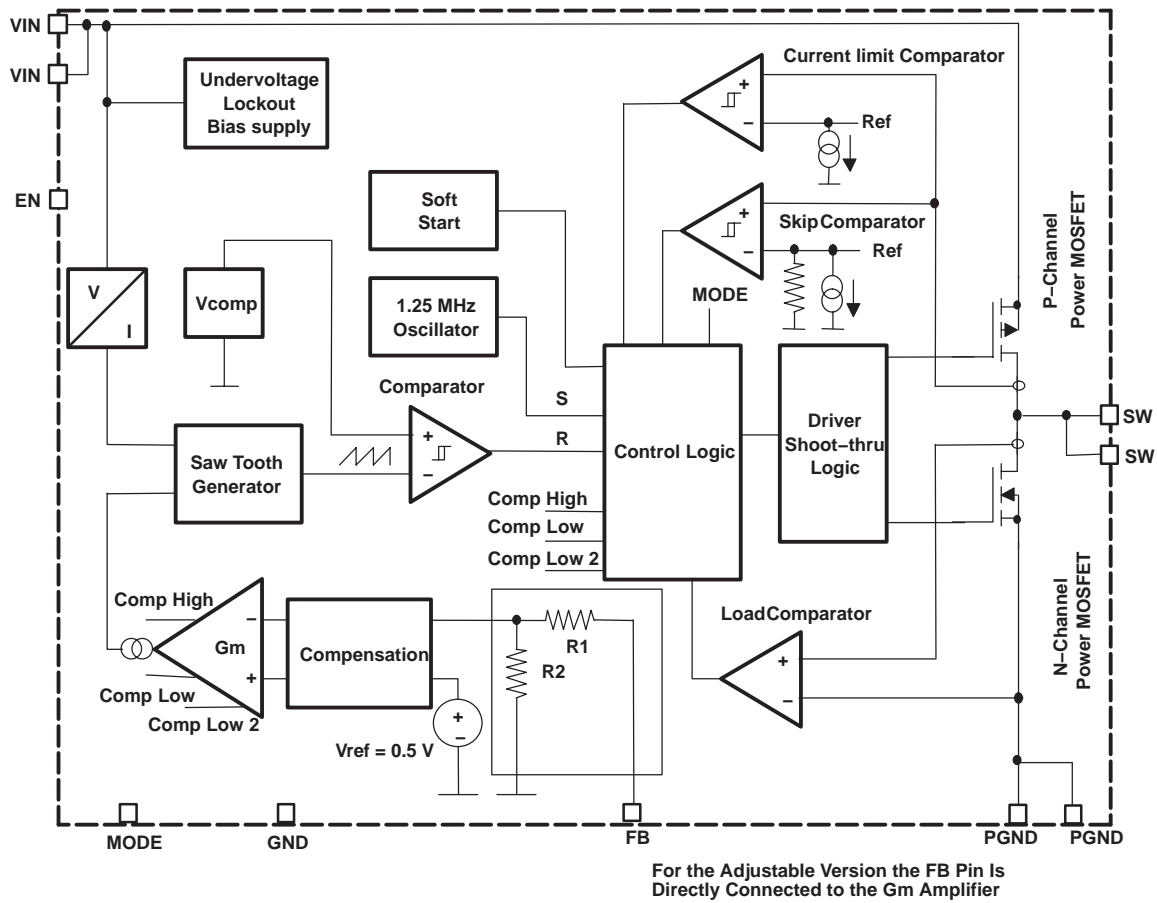 VIN
Current limit Comparator
VIN
Undervoltage
Lockout
Bias supply
+
−
Ref
EN
Soft
Start
+
−
SkipComparator
Ref
P−Channel
Power MOSFET
V
I
Vcomp
1.25 MHz
Oscillator
MODE
Comparator
S
R
+
−
Saw Tooth
Generator
Control Logic
Driver
Shoot−thru
Logic
SW
SW
Comp High
Comp Low
Comp Low 2
Comp High
Gm
−
+
Comp Low
Comp Low 2
Compensation
R1
R2
+
−
Vref = 0.5 V
LoadComparator
+
−
N−Channel
Power MOSFET
MODE
GND
FB
PGND
PGND
For the Adjustable Version the FB Pin Is
Directly Connected to the Gm Amplifier